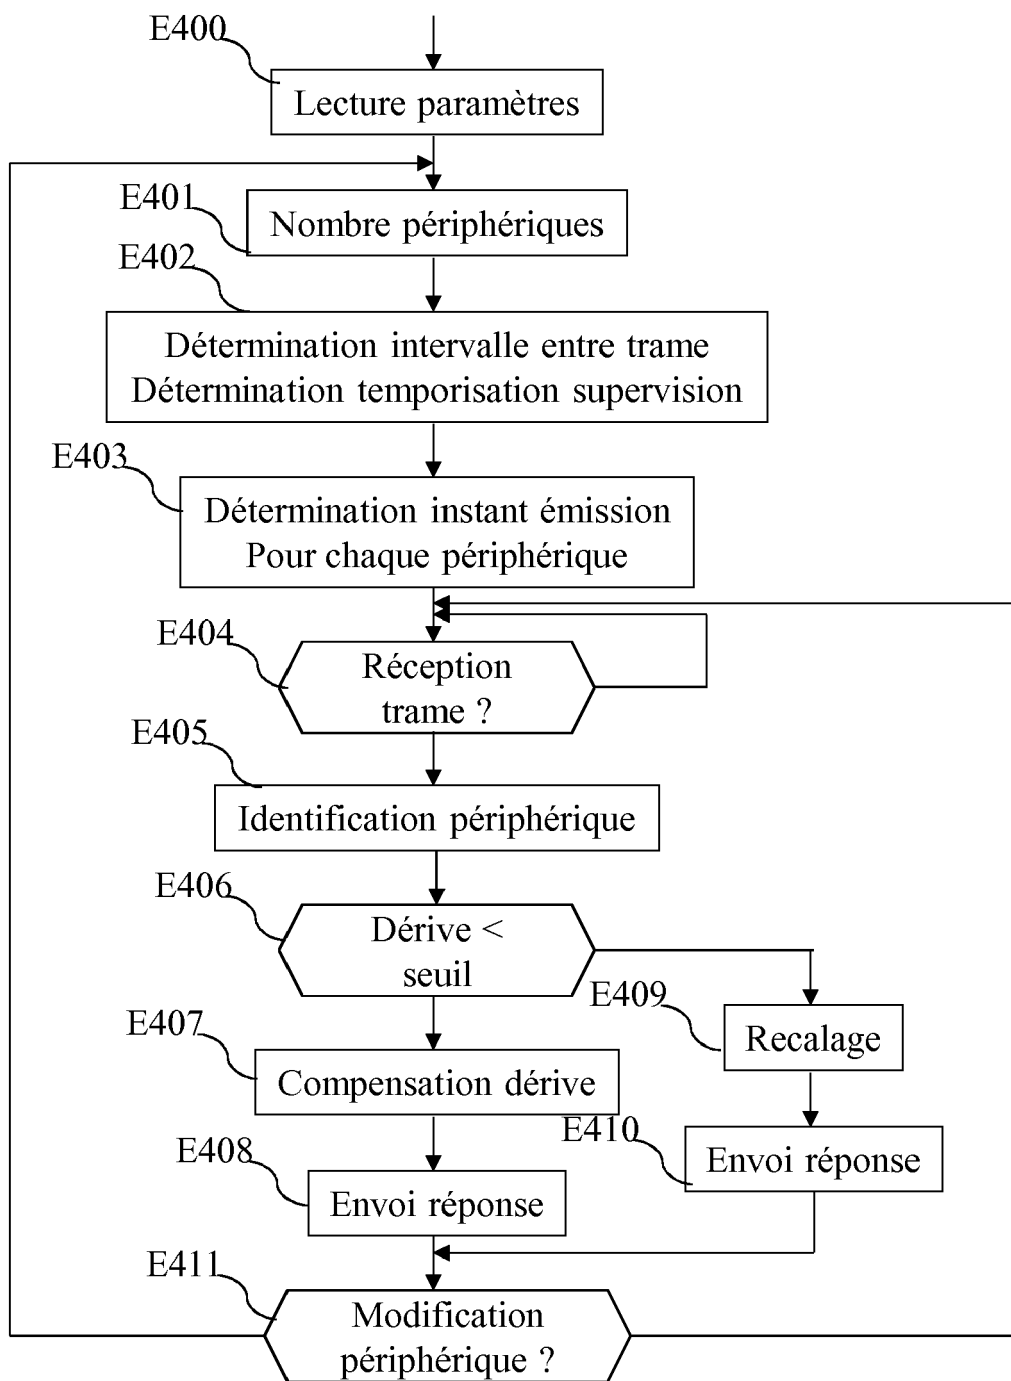 E400
Lecture paramètres
E401
Nombre périphériques
E402
Détermination intervalle entre trame
Détermination temporisation supervision
E403
Détermination instant émission
Pour chaque périphérique
E404
Réception
trame ?
E405
Identification périphérique
E406
Dérive <
seuil
E409
Recalage
E407
Compensation dérive
E410
Envoi réponse
E408
Envoi réponse
E411
Modification
périphérique ?